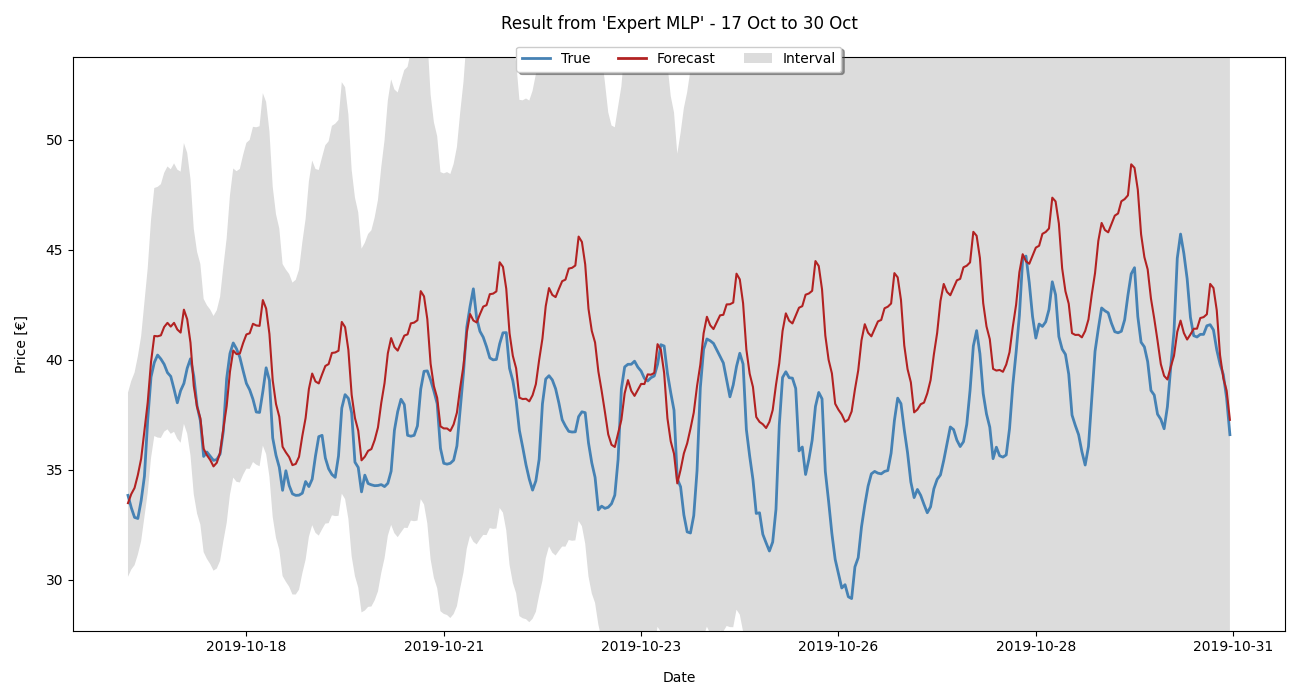 Result from 'Expert MLP' - 17 Oct to 30 Oct
True Forecast Interval
Price [€]
50
45
40
35
30
2019-10-18 2019-10-21 2019-10-23 2019-10-26 2019-10-28 2019-10-31
Date